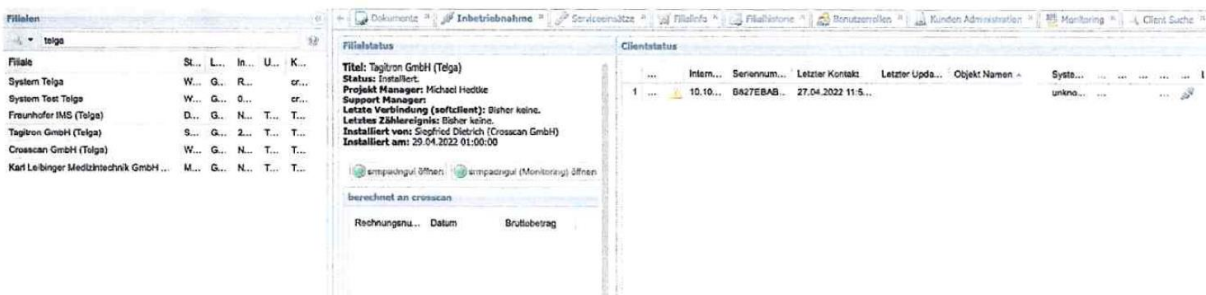 Filialen
telga
Filiale St... L... In... U... K...
System Telga W... G... R... cr...
System Test Telga W... G... 0... cr...
Fraunhofer IMS (Telga) D... G... N... T... T...
Tagitron GmbH (Telga) S... G... 2... T... T...
Crosscan GmbH (Telga) W... G... N... T... T...
Karl Leibinger Medizintechnik GmbH ... M... G... N... T... T...
Dokumente Inbetriebnahme Serviceeinsätze Filialinfo Filialhistorie Benutzerrollen Kunden Administration Monitoring Client Suche
Filialstatus
Titel: Tagitron GmbH (Telga)
Status: Installiert.
Projekt Manager: Michael Hedtke
Support Manager:
Letzte Verbindung (softclient): Bisher keine.
Letztes Zählereignis: Bisher keine.
Installiert von: Siegfried Dietrich (Crosscan GmbH)
Installiert am: 29.04.2022 01:00:00
öffnen (Monitoring) öffnen
berechnet an crosscan
Rechnungsnu... Datum Bruttobetrag
Clientstatus
... Intern... Seriennum... Letzter Kontakt Letzter Upda... Objekt Namen Syste... ... ... ... ...
1 ... 10.10... B827EBAB... 27.04.2022 11:5... unkno... ... ...